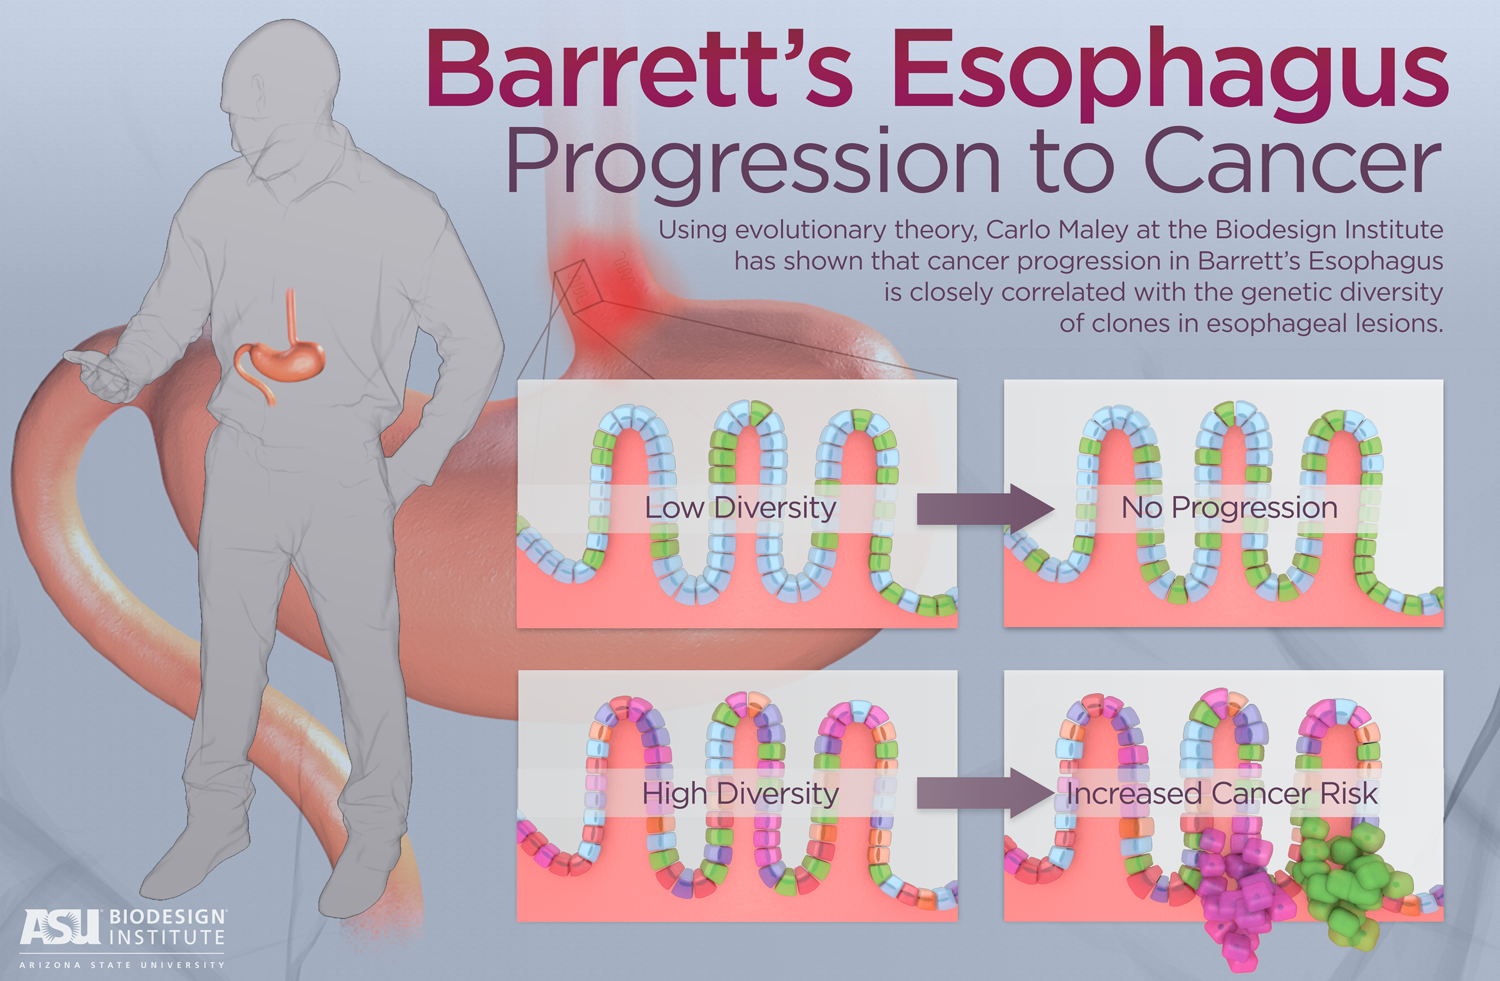 Barrett’s Esophagus
Progression to Cancer
Using evolutionary theory, Carlo Maley at the Biodesign Institute
has shown that cancer progression in Barrett’s Esophagus
is closely correlated with the genetic diversity
of clones in esophageal lesions.
Low Diversity
No Progression
High Diversity
Increased Cancer Risk
ASU BIODESIGN®
INSTITUTE
ARIZONA STATE UNIVERSITY